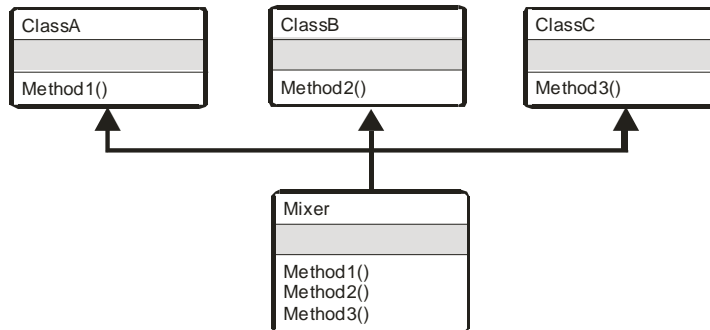 ClassA
Method1()
ClassB
Method2()
ClassC
Method3()
Mixer
Method1()
Method2()
Method3()